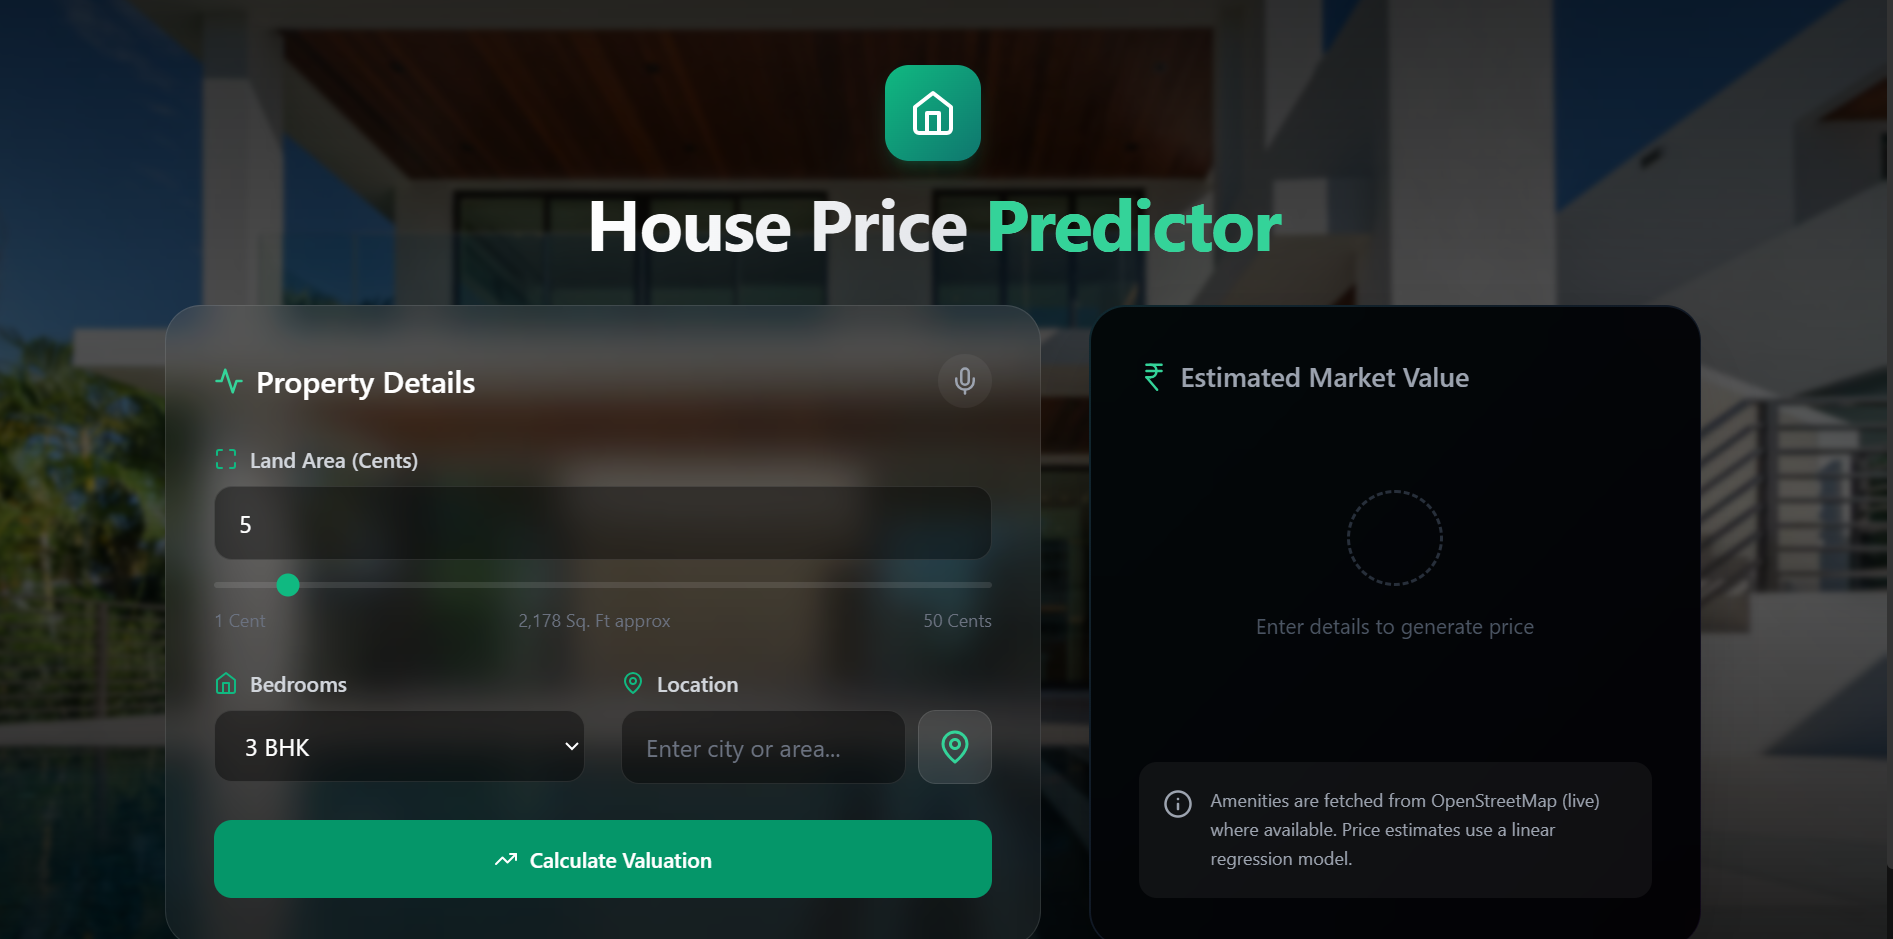 House Price Predictor
Property Details
Land Area (Cents)
5
1 Cent
2,178 Sq. Ft approx
50 Cents
Bedrooms
3 BHK
Location
Enter city or area...
Calculate Valuation
₹ Estimated Market Value
Enter details to generate price
Amenities are fetched from OpenStreetMap (live)
where available. Price estimates use a linear
regression model.